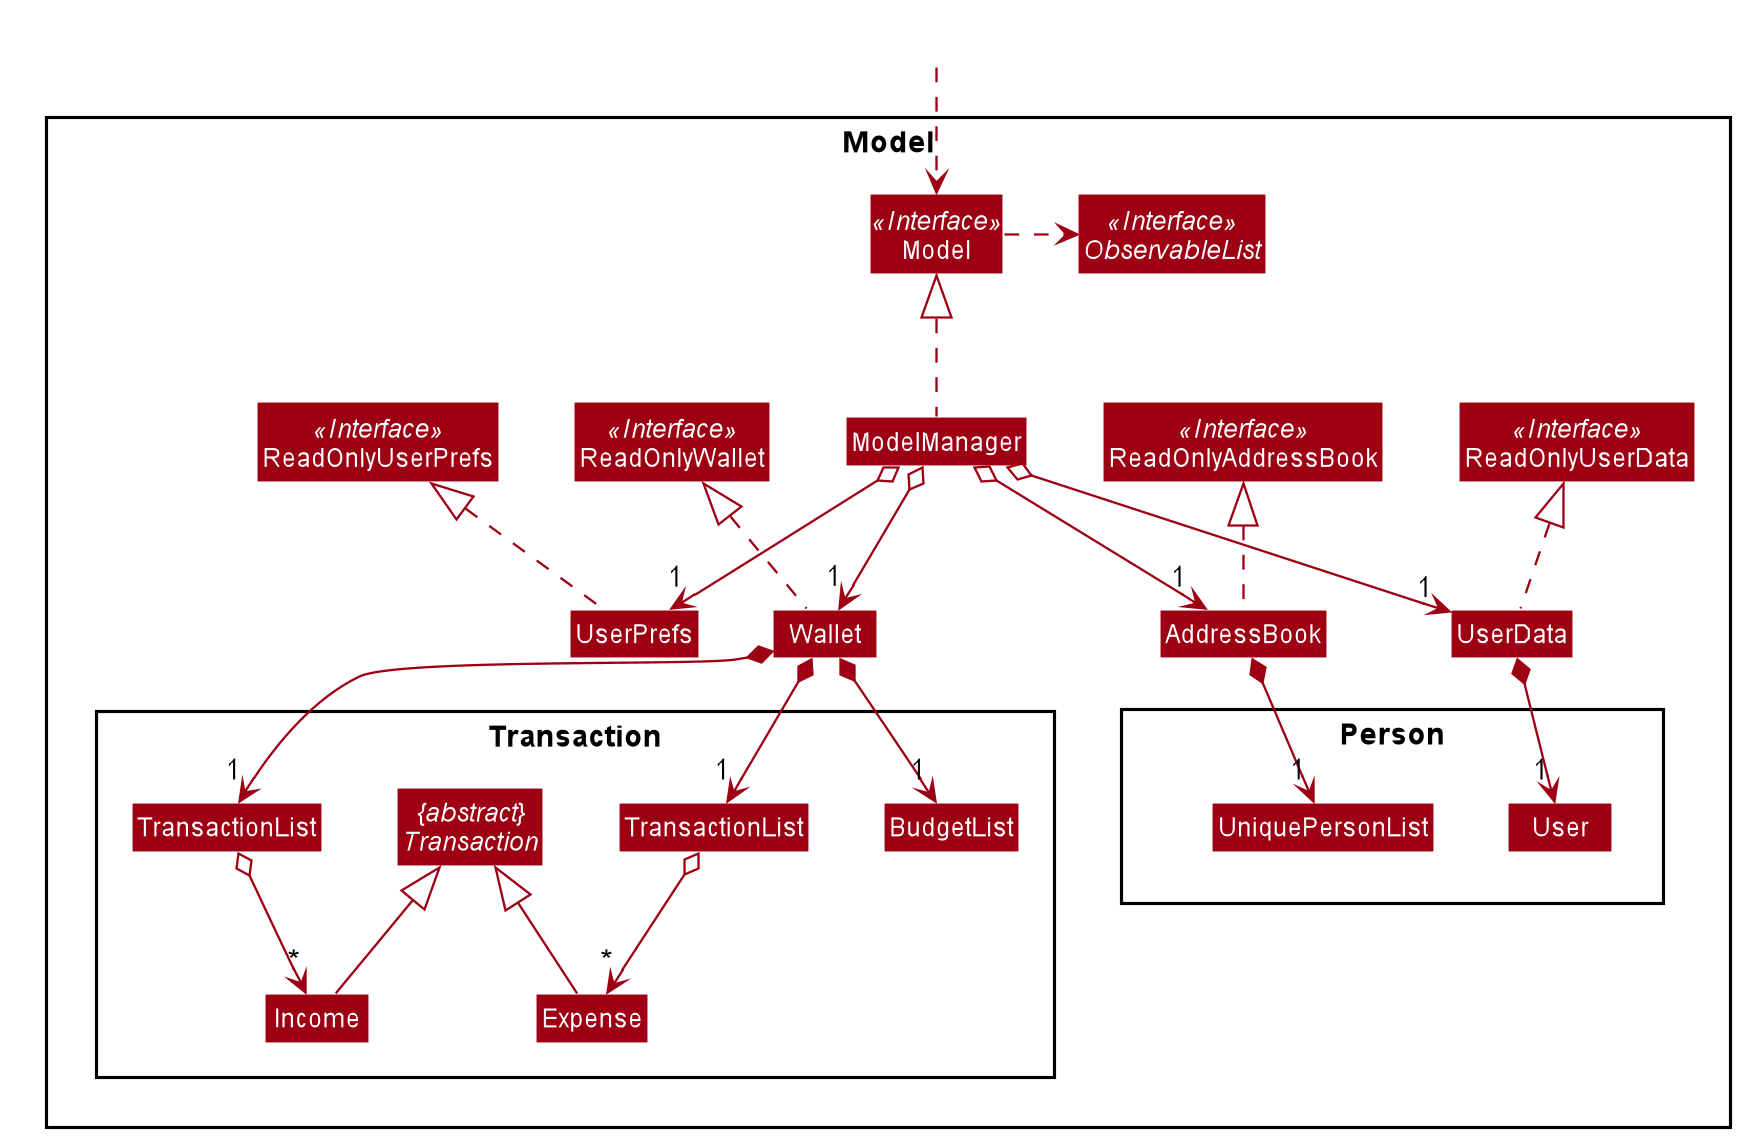 Model
«Interface»
Model
«Interface»
ObservableList
«Interface»
ReadOnlyUserPrefs
«Interface»
ReadOnlyWallet
ModelManager
«Interface»
ReadOnlyAddressBook
«Interface»
ReadOnlyUserData
1
1
1
1
UserPrefs
Wallet
AddressBook
UserData
Transaction
Person
1
1
1
1
1
TransactionList
{abstract}
Transaction
TransactionList
BudgetList
UniquePersonList
User
*
*
Income
Expense